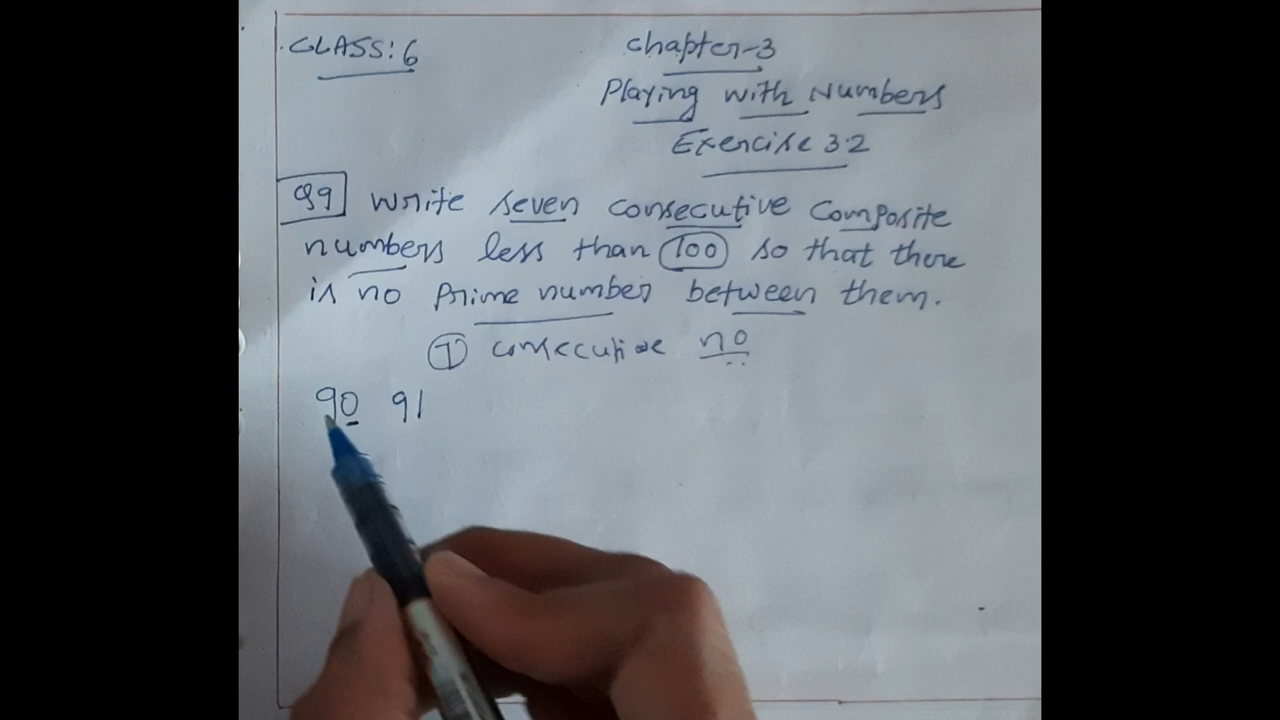 CLASS: 6
Chapter-3
Playing with Numbers
Exercise 3.2
Q9 Write seven consecutive composite
numbers less than 100 so that there
is no prime number between them.
7 consecutive no
90 91